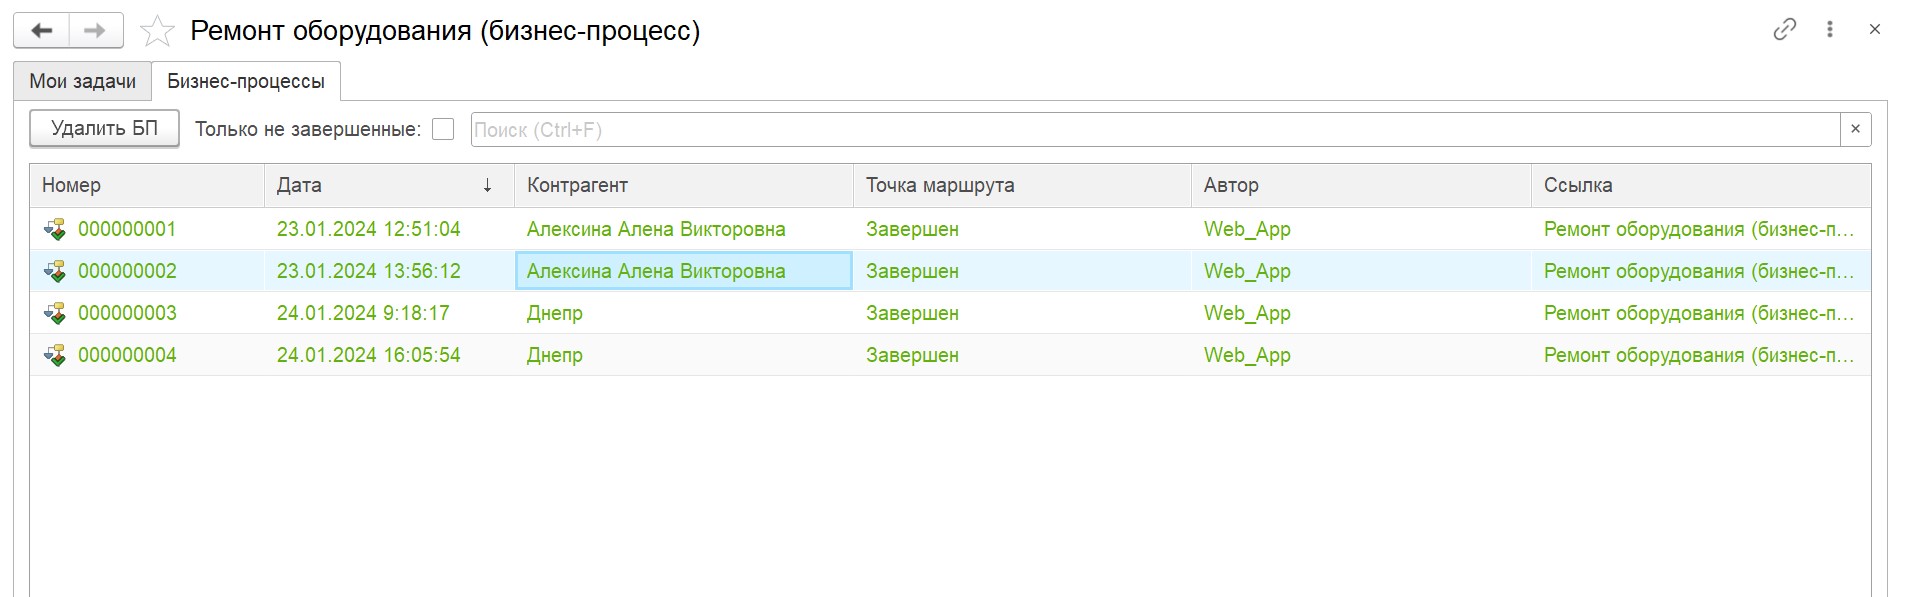 Ремонт оборудования (бизнес-процесс)
Мои задачи Бизнес-процессы
Удалить БП Только не завершенные: Поиск (Ctrl+F)
Номер Дата ↓ Контрагент Точка маршрута Автор Ссылка
000000001 23.01.2024 12:51:04 Алексина Алена Викторовна Завершен Web_App Ремонт оборудования (бизнес-п...
000000002 23.01.2024 13:56:12 Алексина Алена Викторовна Завершен Web_App Ремонт оборудования (бизнес-п...
000000003 24.01.2024 9:18:17 Днепр Завершен Web_App Ремонт оборудования (бизнес-п...
000000004 24.01.2024 16:05:54 Днепр Завершен Web_App Ремонт оборудования (бизнес-п...